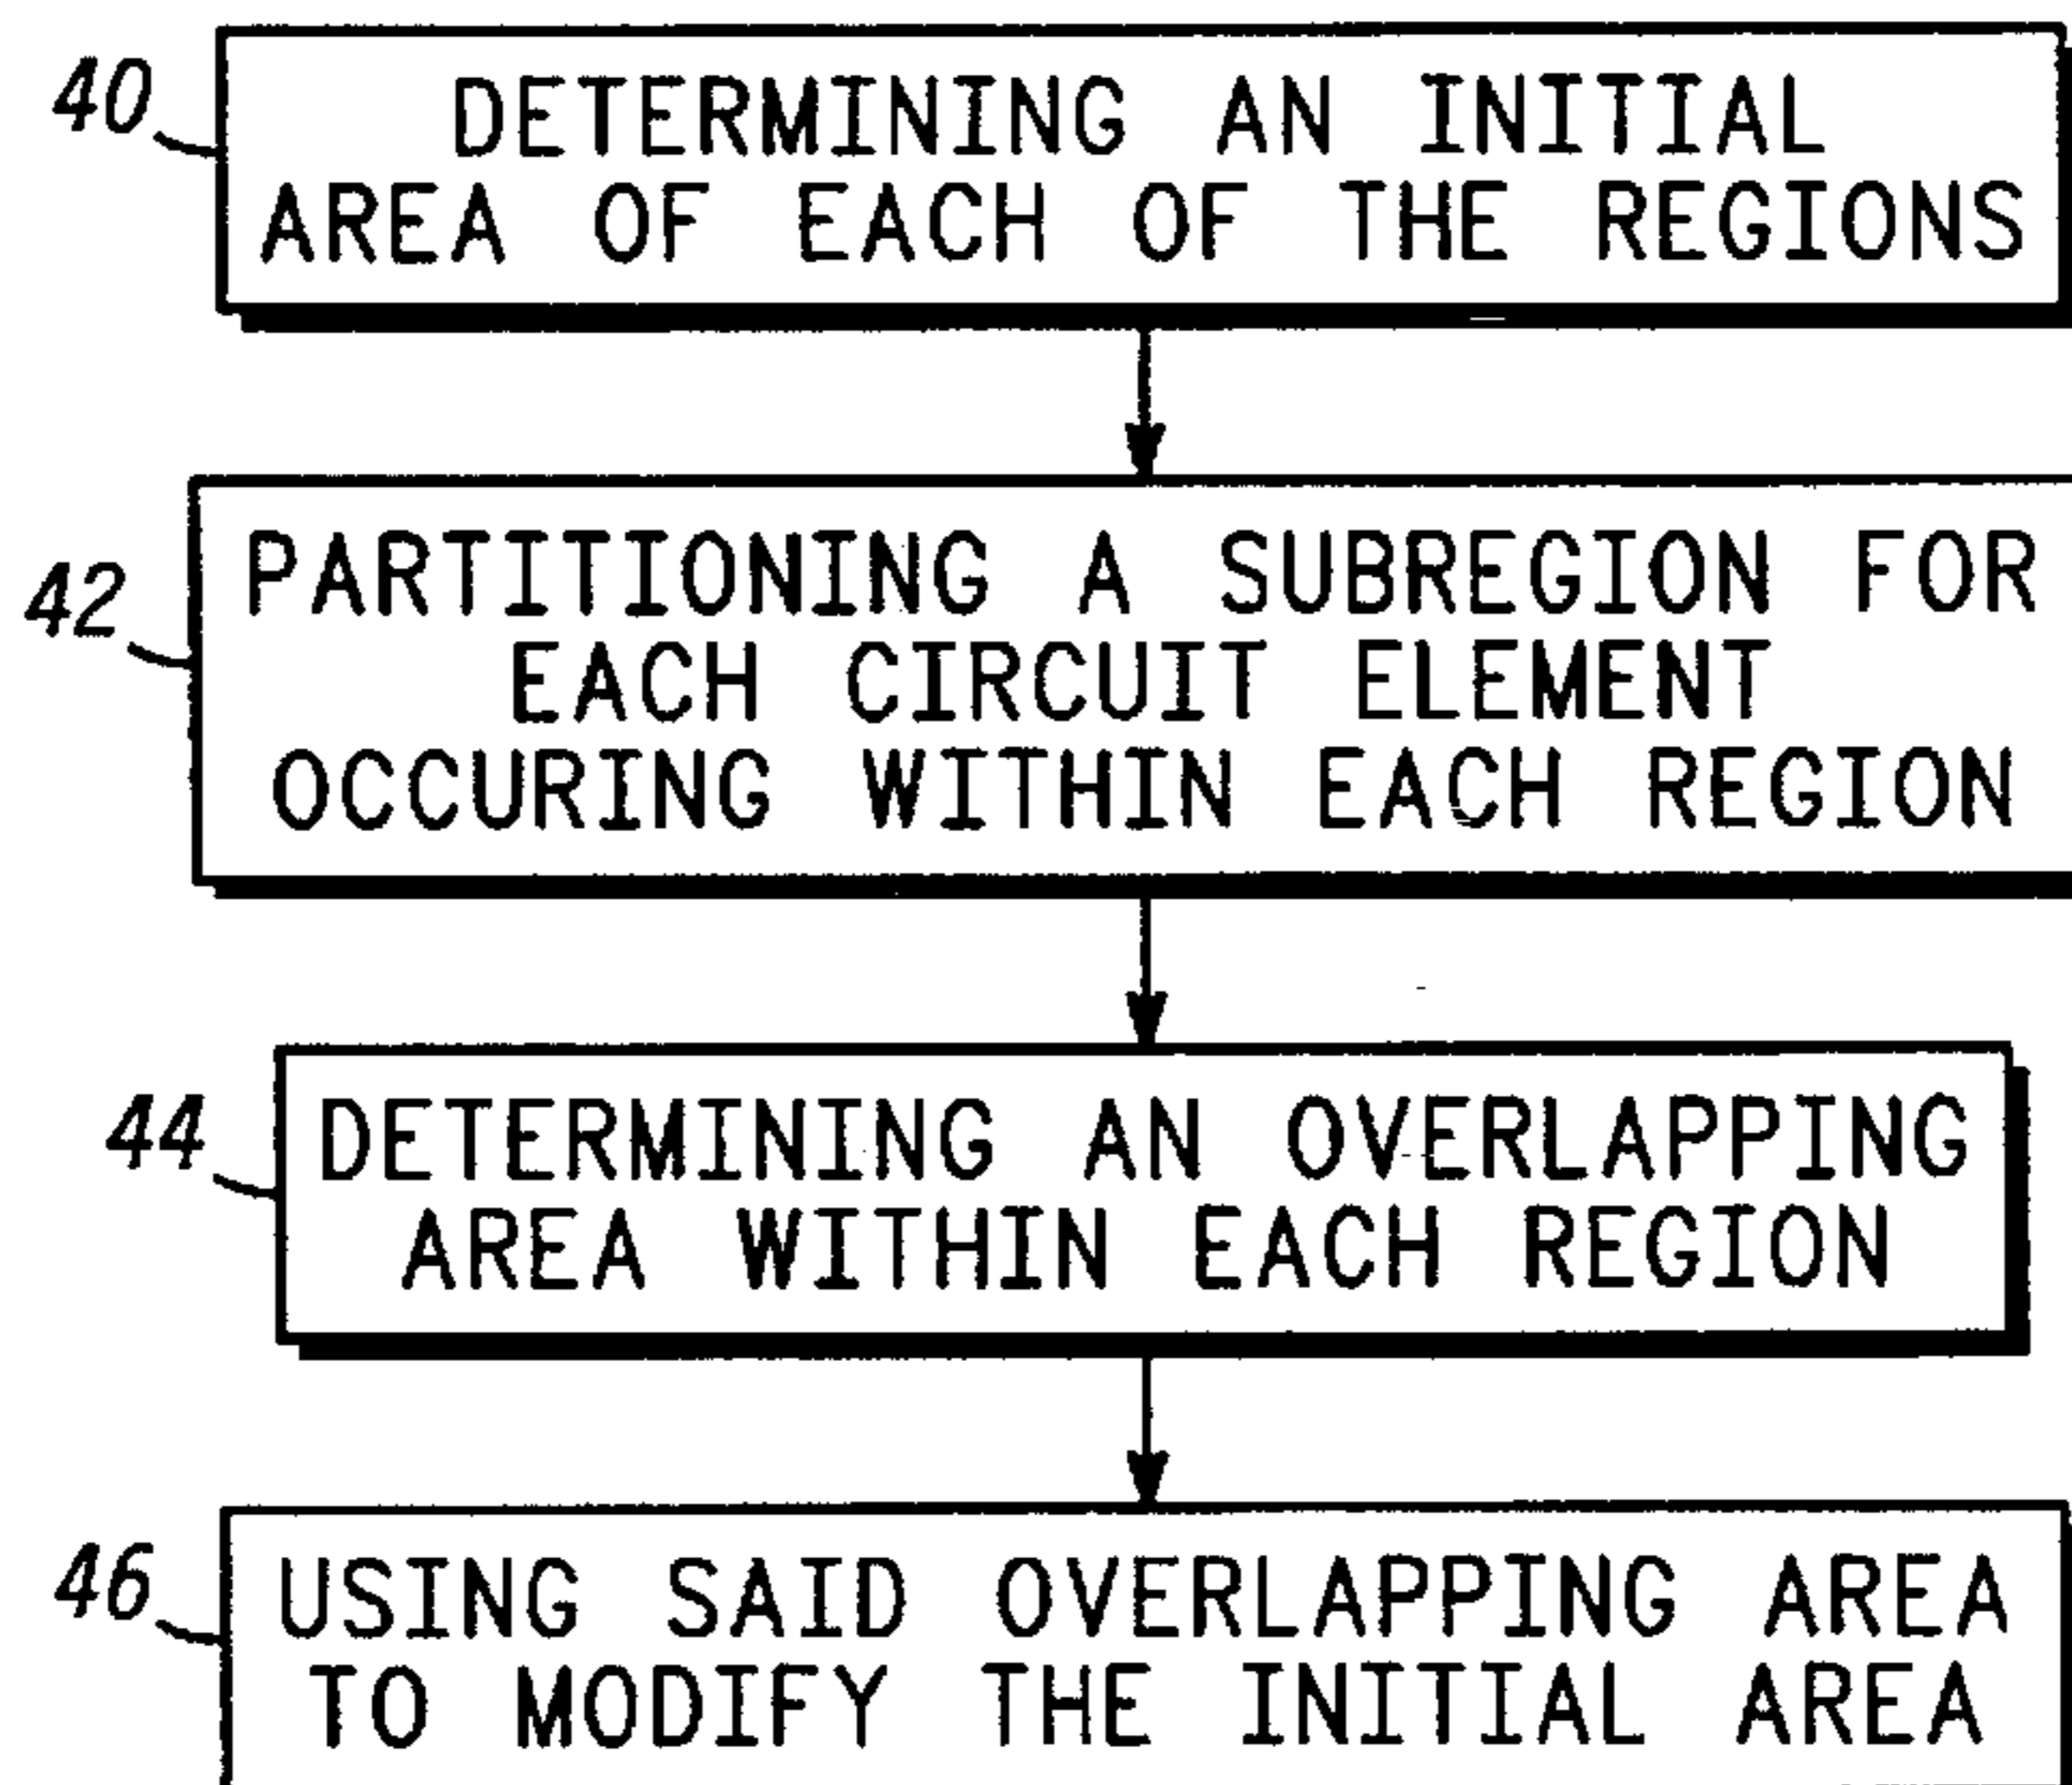 40
DETERMINING AN INITIAL
AREA OF EACH OF THE REGIONS
42
PARTITIONING A SUBREGION FOR
EACH CIRCUIT ELEMENT
OCCURING WITHIN EACH REGION
44
DETERMINING AN OVERLAPPING
AREA WITHIN EACH REGION
46
USING SAID OVERLAPPING AREA
TO MODIFY THE INITIAL AREA